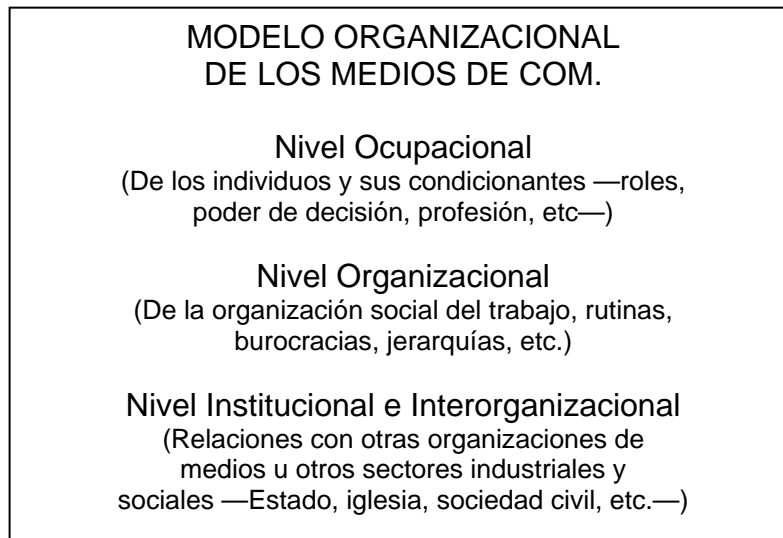 MODELO ORGANIZACIONAL
DE LOS MEDIOS DE COM.
Nivel Ocupacional
(De los individuos y sus condicionantes —roles,
poder de decisión, profesión, etc—)
Nivel Organizacional
(De la organización social del trabajo, rutinas,
burocracias, jerarquías, etc.)
Nivel Institucional e Interorganizacional
(Relaciones con otras organizaciones de
medios u otros sectores industriales y
sociales —Estado, iglesia, sociedad civil, etc.—)